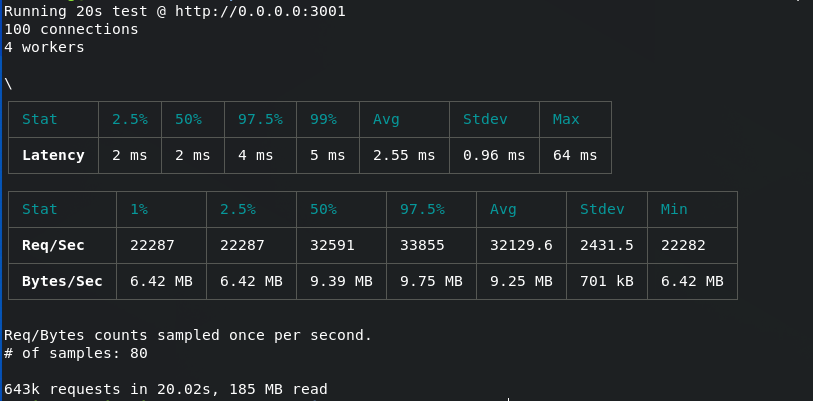 Running 20s test @ http://0.0.0.0:3001
100 connections
4 workers
\
Stat 2.5% 50% 97.5% 99% Avg Stdev Max
Latency 2 ms 2 ms 4 ms 5 ms 2.55 ms 0.96 ms 64 ms
Stat 1% 2.5% 50% 97.5% Avg Stdev Min
Req/Sec 22287 22287 32591 33855 32129.6 2431.5 22282
Bytes/Sec 6.42 MB 6.42 MB 9.39 MB 9.75 MB 9.25 MB 701 kB 6.42 MB
Req/Bytes counts sampled once per second.
# of samples: 80
643k requests in 20.02s, 185 MB read